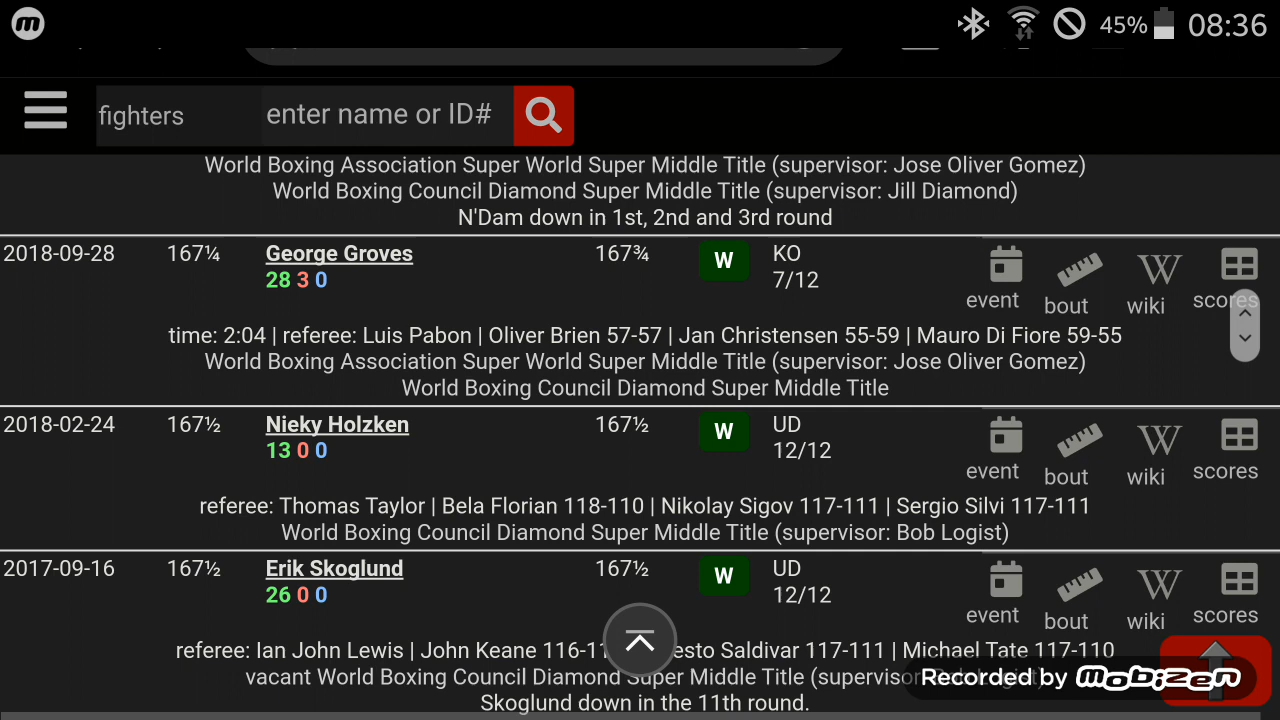 45% 08:36
fighters enter name or ID#
World Boxing Association Super World Super Middle Title (supervisor: Jose Oliver Gomez)
World Boxing Council Diamond Super Middle Title (supervisor: Jill Diamond)
N'Dam down in 1st, 2nd and 3rd round
2018-09-28 167¼ George Groves 167¾ W KO
28 3 0 7/12
event bout wiki scores
time: 2:04 | referee: Luis Pabon | Oliver Brien 57-57 | Jan Christensen 55-59 | Mauro Di Fiore 59-55
World Boxing Association Super World Super Middle Title (supervisor: Jose Oliver Gomez)
World Boxing Council Diamond Super Middle Title
2018-02-24 167½ Nieky Holzken 167½ W UD
13 0 0 12/12
event bout wiki scores
referee: Thomas Taylor | Bela Florian 118-110 | Nikolay Sigov 117-111 | Sergio Silvi 117-111
World Boxing Council Diamond Super Middle Title (supervisor: Bob Logist)
2017-09-16 167½ Erik Skoglund 167½ W UD
26 0 0 12/12
event bout wiki scores
referee: Ian John Lewis | John Keane Saldivar 117-111 | Michael Tate 117-110
vacant World Boxing Council Diamond Super Middle Title
Recorded by Mobizen
Skoglund down in the 11th round.